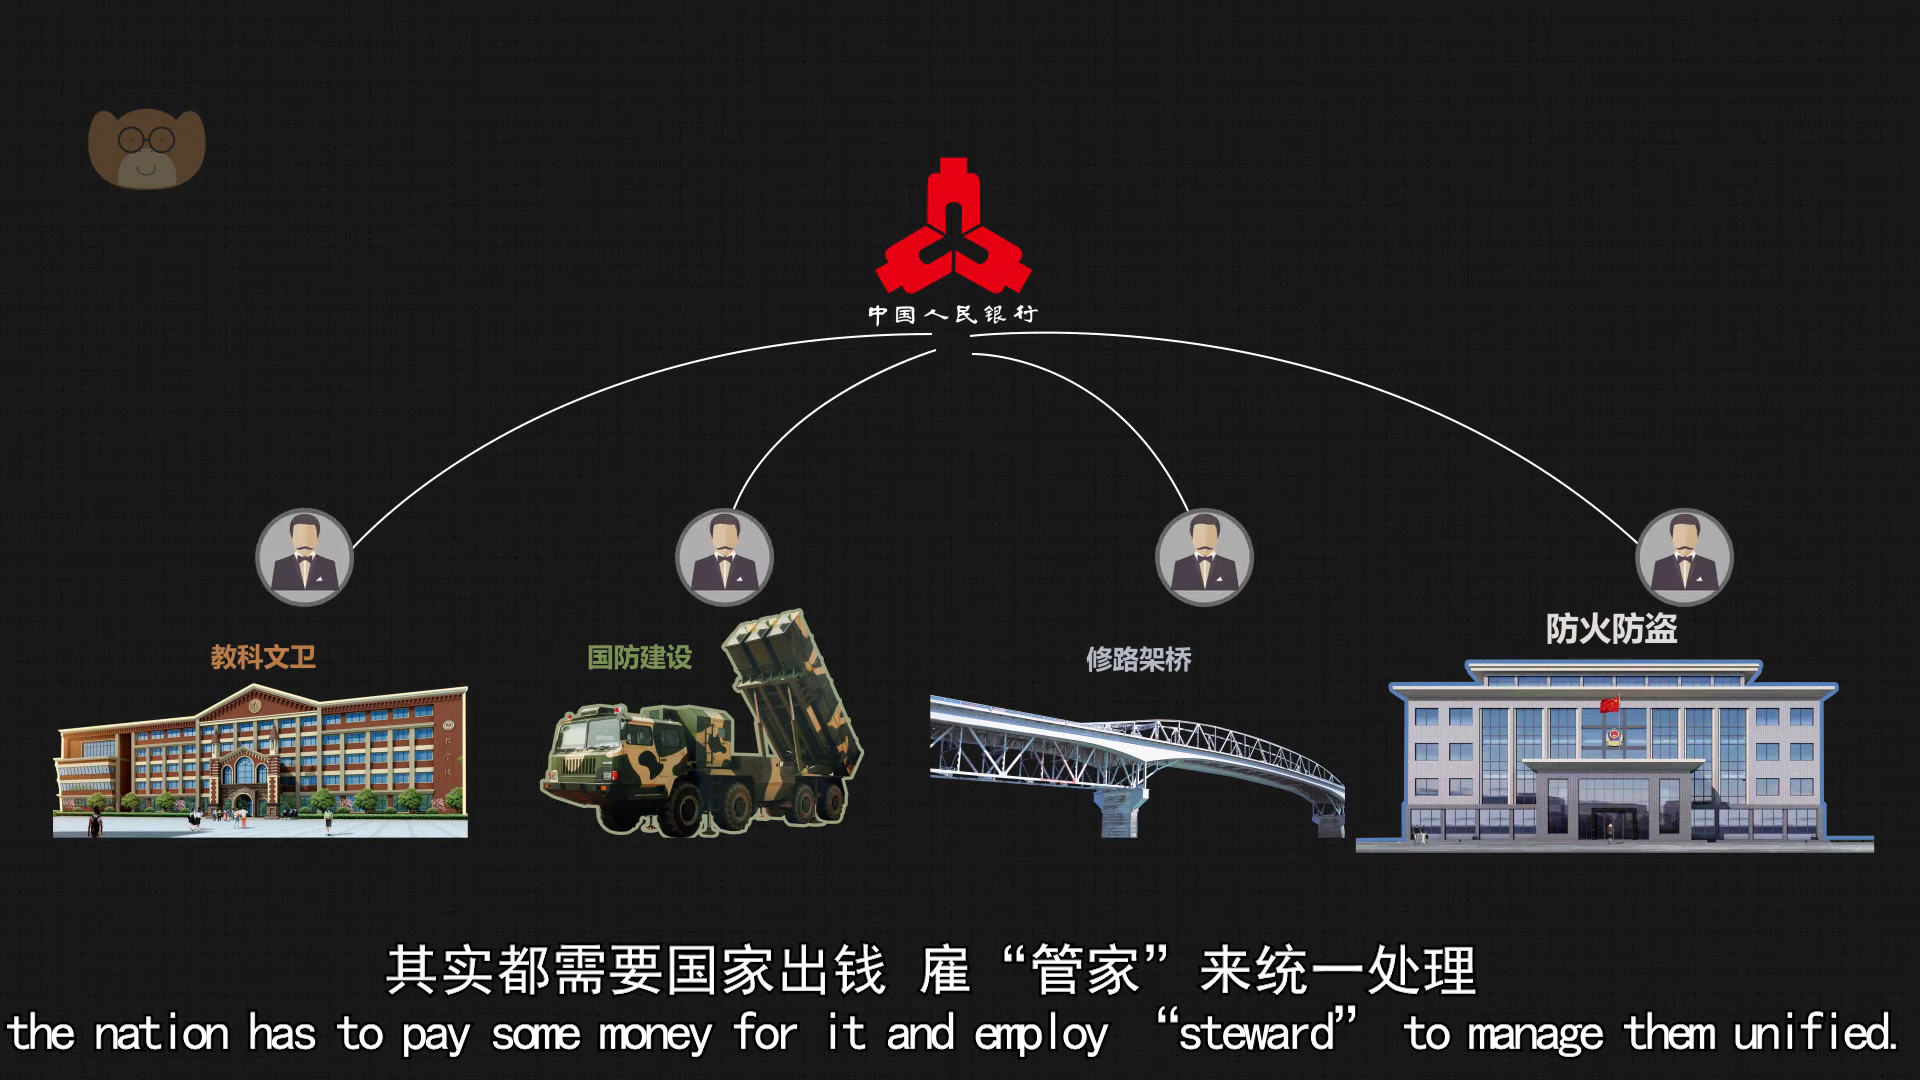 中国人民银行
教科文卫
国防建设
修路架桥
防火防盗
其实都需要国家出钱 雇“管家”来统一处理
the nation has to pay some money for it and employ “steward” to manage them unified.